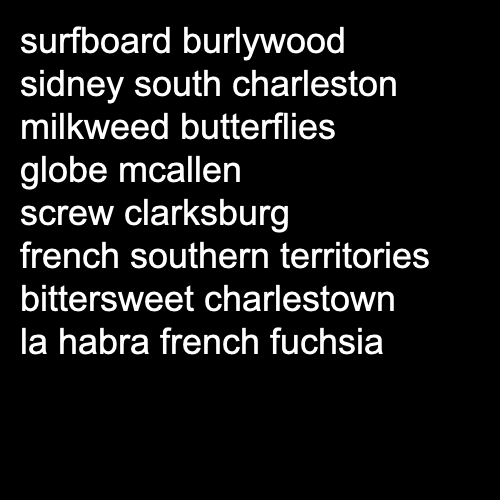 surfboard burlywood
sidney south charleston
milkweed butterflies
globe mcallen
screw clarksburg
french southern territories
bittersweet charlestown
la habra french fuchsia